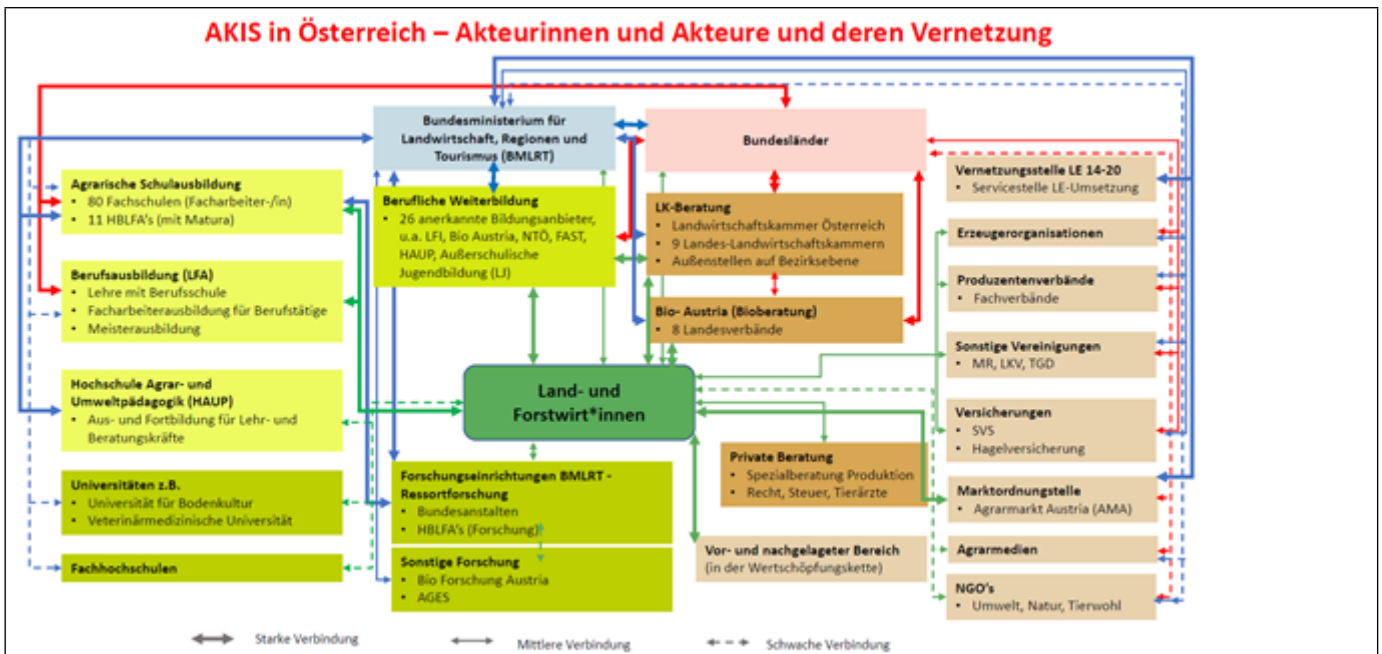 AKIS in Österreich – Akteurinnen und Akteure und deren Vernetzung
Bundesministerium für
Landwirtschaft, Regionen und
Tourismus (BMLRT)
Bundesländer
Agrarische Schulausbildung
• 80 Fachschulen (Facharbeiter-/in)
• 11 HBLFA's (mit Matura)
Berufsausbildung (LFA)
• Lehre mit Berufsschule
• Facharbeiterausbildung für Berufstätige
• Meisterausbildung
Hochschule Agrar- und
Umweltpädagogik (HAUP)
• Aus- und Fortbildung für Lehr- und
Beratungskräfte
Universitäten z.B.
• Universität für Bodenkultur
• Veterinärmedizinische Universität
Fachhochschulen
Berufliche Weiterbildung
• 26 anerkannte Bildungsanbieter,
u.a. LFI, Bio Austria, NTÖ, FAST,
HAUP, Außerschulische
Jugendbildung (LJ)
LK-Beratung
• Landwirtschaftskammer Österreich
• 9 Landes-Landwirtschaftskammern
• Außenstellen auf Bezirksebene
Bio- Austria (Bioberatung)
• 8 Landesverbände
Land- und
Forstwirt*innen
Forschungseinrichtungen BMLRT -
Ressortforschung
• Bundesanstalten
• HBLFA's (Forschung)
Sonstige Forschung
• Bio Forschung Austria
• AGES
Private Beratung
• Spezialberatung Produktion
• Recht, Steuer, Tierärzte
Vor- und nachgelageter Bereich
(in der Wertschöpfungskette)
Vernetzungsstelle LE 14-20
• Servicestelle LE-Umsetzung
Erzeugerorganisationen
Produzentenverbände
• Fachverbände
Sonstige Vereinigungen
• MR, LKV, TGD
Versicherungen
• SVS
• Hagelversicherung
Marktordnungstelle
• Agrarmarkt Austria (AMA)
Agrarmedien
NGO's
• Umwelt, Natur, Tierwohl
Starke Verbindung
Mittlere Verbindung
Schwache Verbindung